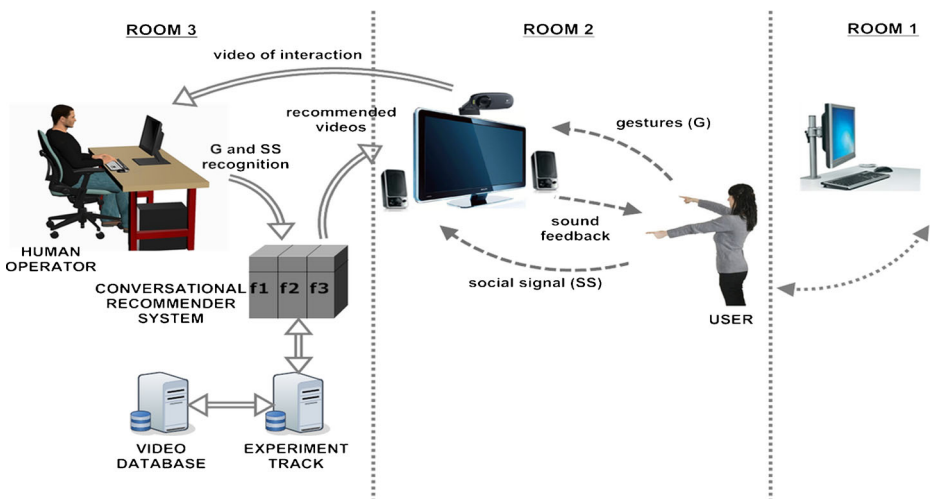 ROOM 3
ROOM 2
ROOM 1
video of interaction
recommended
videos
gestures (G)
G and SS
recognition
sound
feedback
HUMAN
OPERATOR
social signal (SS)
CONVERSATIONAL
RECOMMENDER
SYSTEM
f1 f2 f3
USER
VIDEO
DATABASE
EXPERIMENT
TRACK